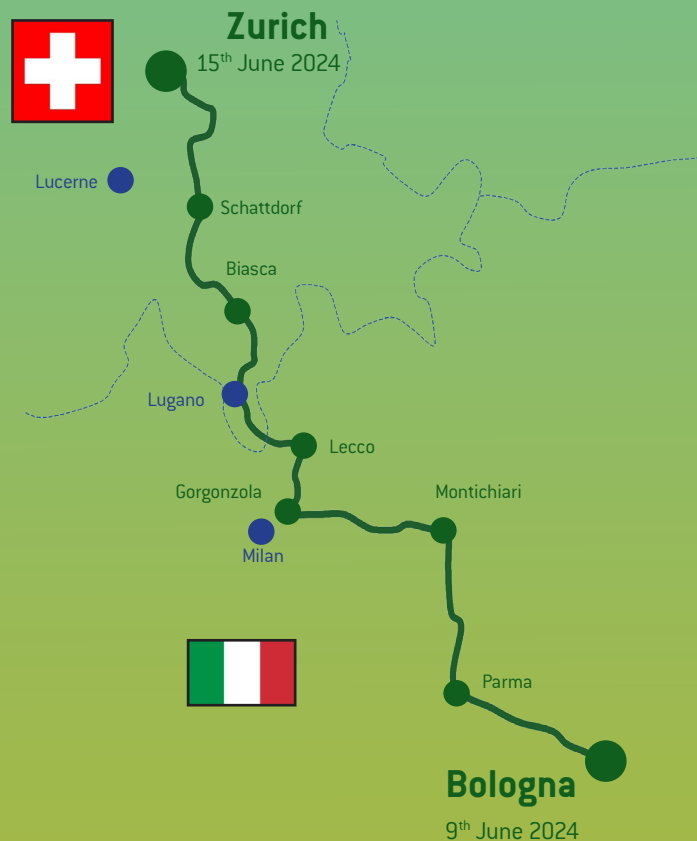 Zurich
15th June 2024
Lucerne
Schattdorf
Biasca
Lugano
Lecco
Gorgonzola
Montichiari
Milan
Parma
Bologna
9th June 2024